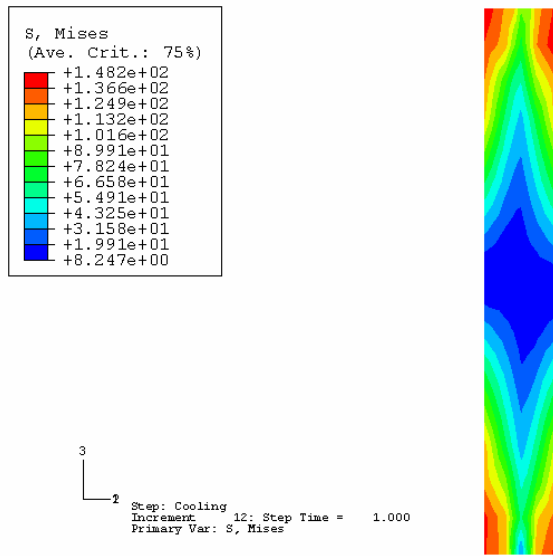 S, Mises
(Ave. Crit.: 75%)
+1.482e+02
+1.366e+02
+1.249e+02
+1.132e+02
+1.016e+02
+8.991e+01
+7.824e+01
+6.658e+01
+5.491e+01
+4.325e+01
+3.158e+01
+1.991e+01
+8.247e+00
3
Step: Cooling
Increment 12: Step Time = 1.000
Primary Var: S, Mises